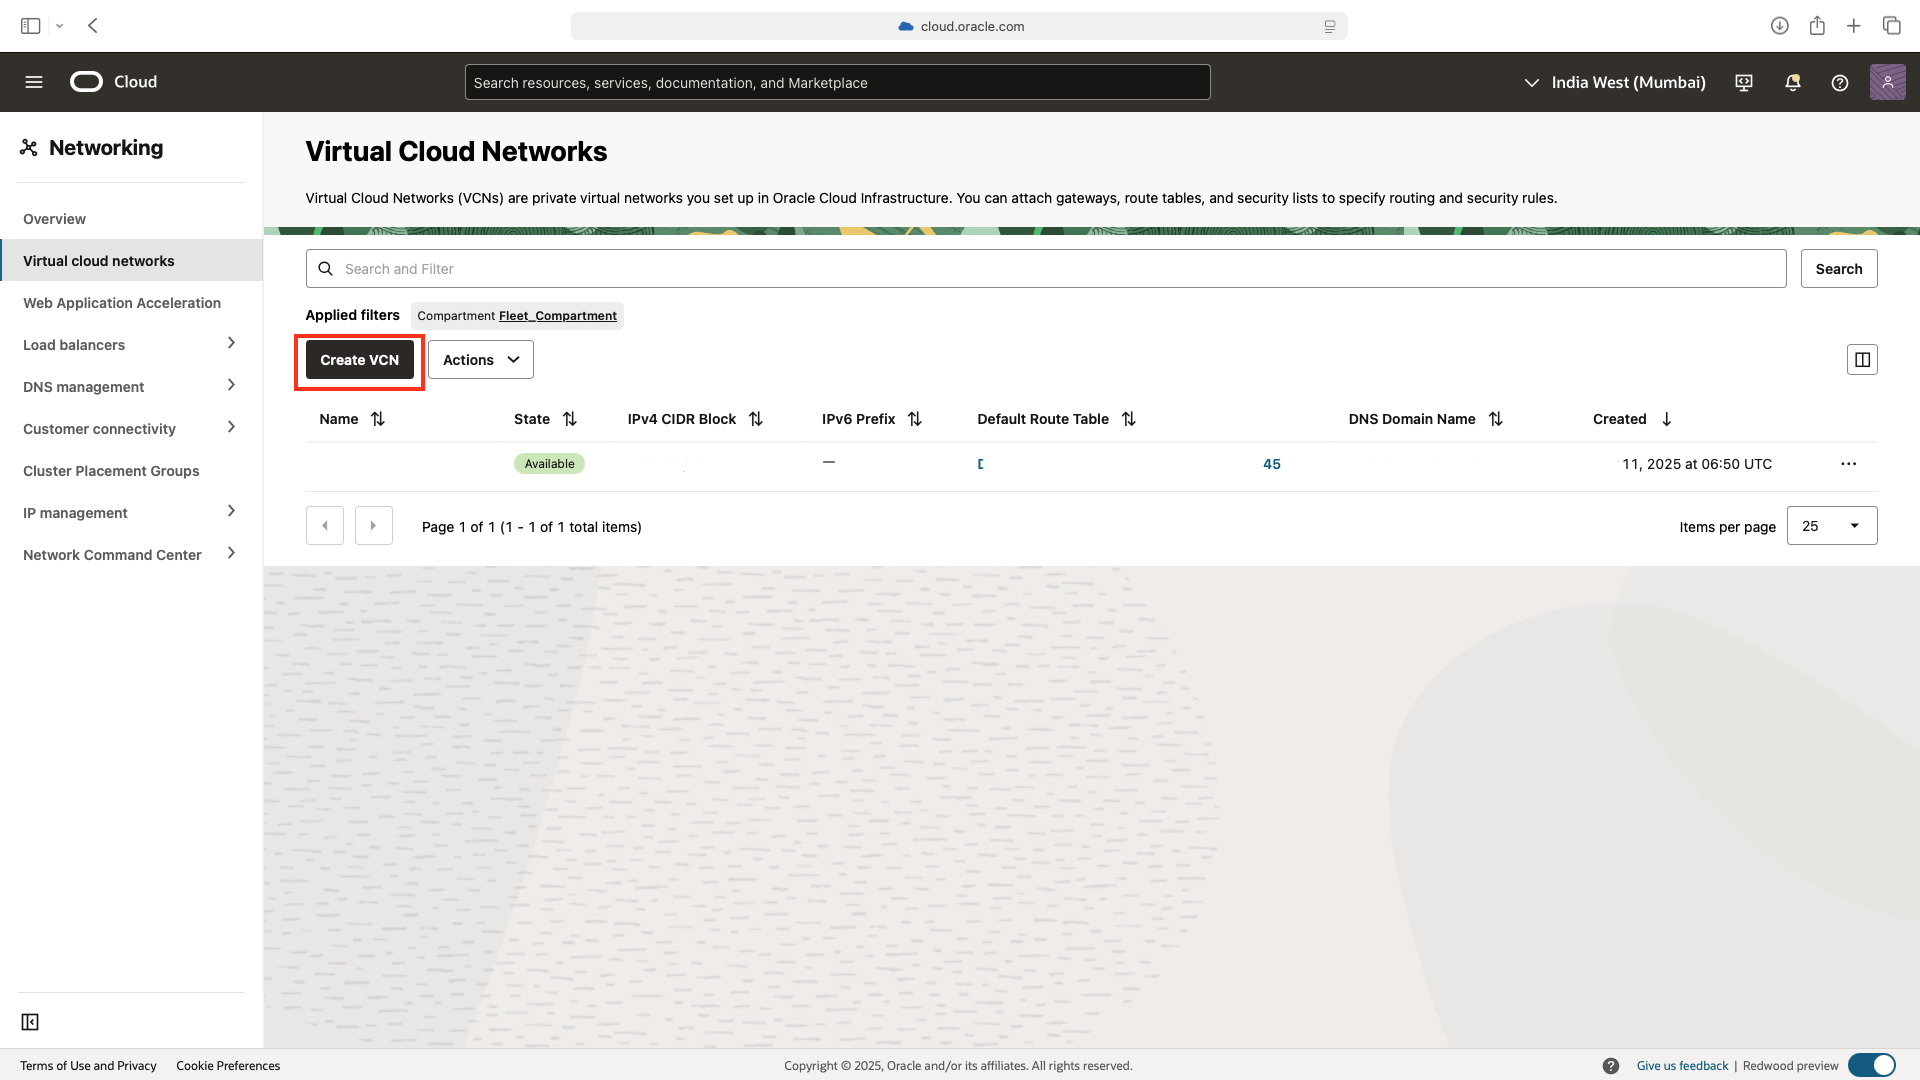 cloud.oracle.com
Cloud
Search resources, services, documentation, and Marketplace
India West (Mumbai)
Networking
Overview
Virtual cloud networks
Web Application Acceleration
Load balancers
DNS management
Customer connectivity
Cluster Placement Groups
IP management
Network Command Center
Virtual Cloud Networks
Virtual Cloud Networks (VCNs) are private virtual networks you set up in Oracle Cloud Infrastructure. You can attach gateways, route tables, and security lists to specify routing and security rules.
Search and Filter
Search
Applied filters Compartment Fleet_Compartment
Create VCN Actions
Name State IPv4 CIDR Block IPv6 Prefix Default Route Table DNS Domain Name Created
Available — 45 11, 2025 at 06:50 UTC
Page 1 of 1 (1 - 1 of 1 total items)
Items per page 25
Terms of Use and Privacy Cookie Preferences
Copyright © 2025, Oracle and/or its affiliates. All rights reserved.
Give us feedback | Redwood preview